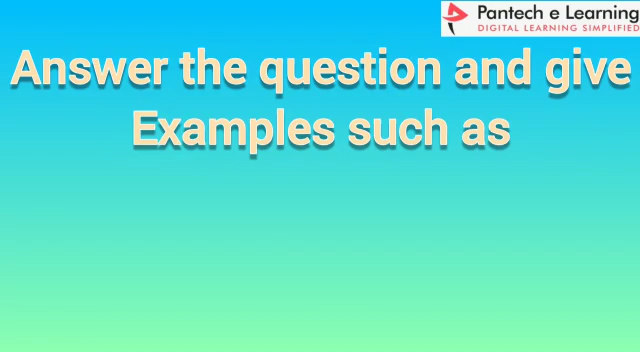 Pantech e Learning
DIGITAL LEARNING SIMPLIFIED
Answer the question and give
Examples such as